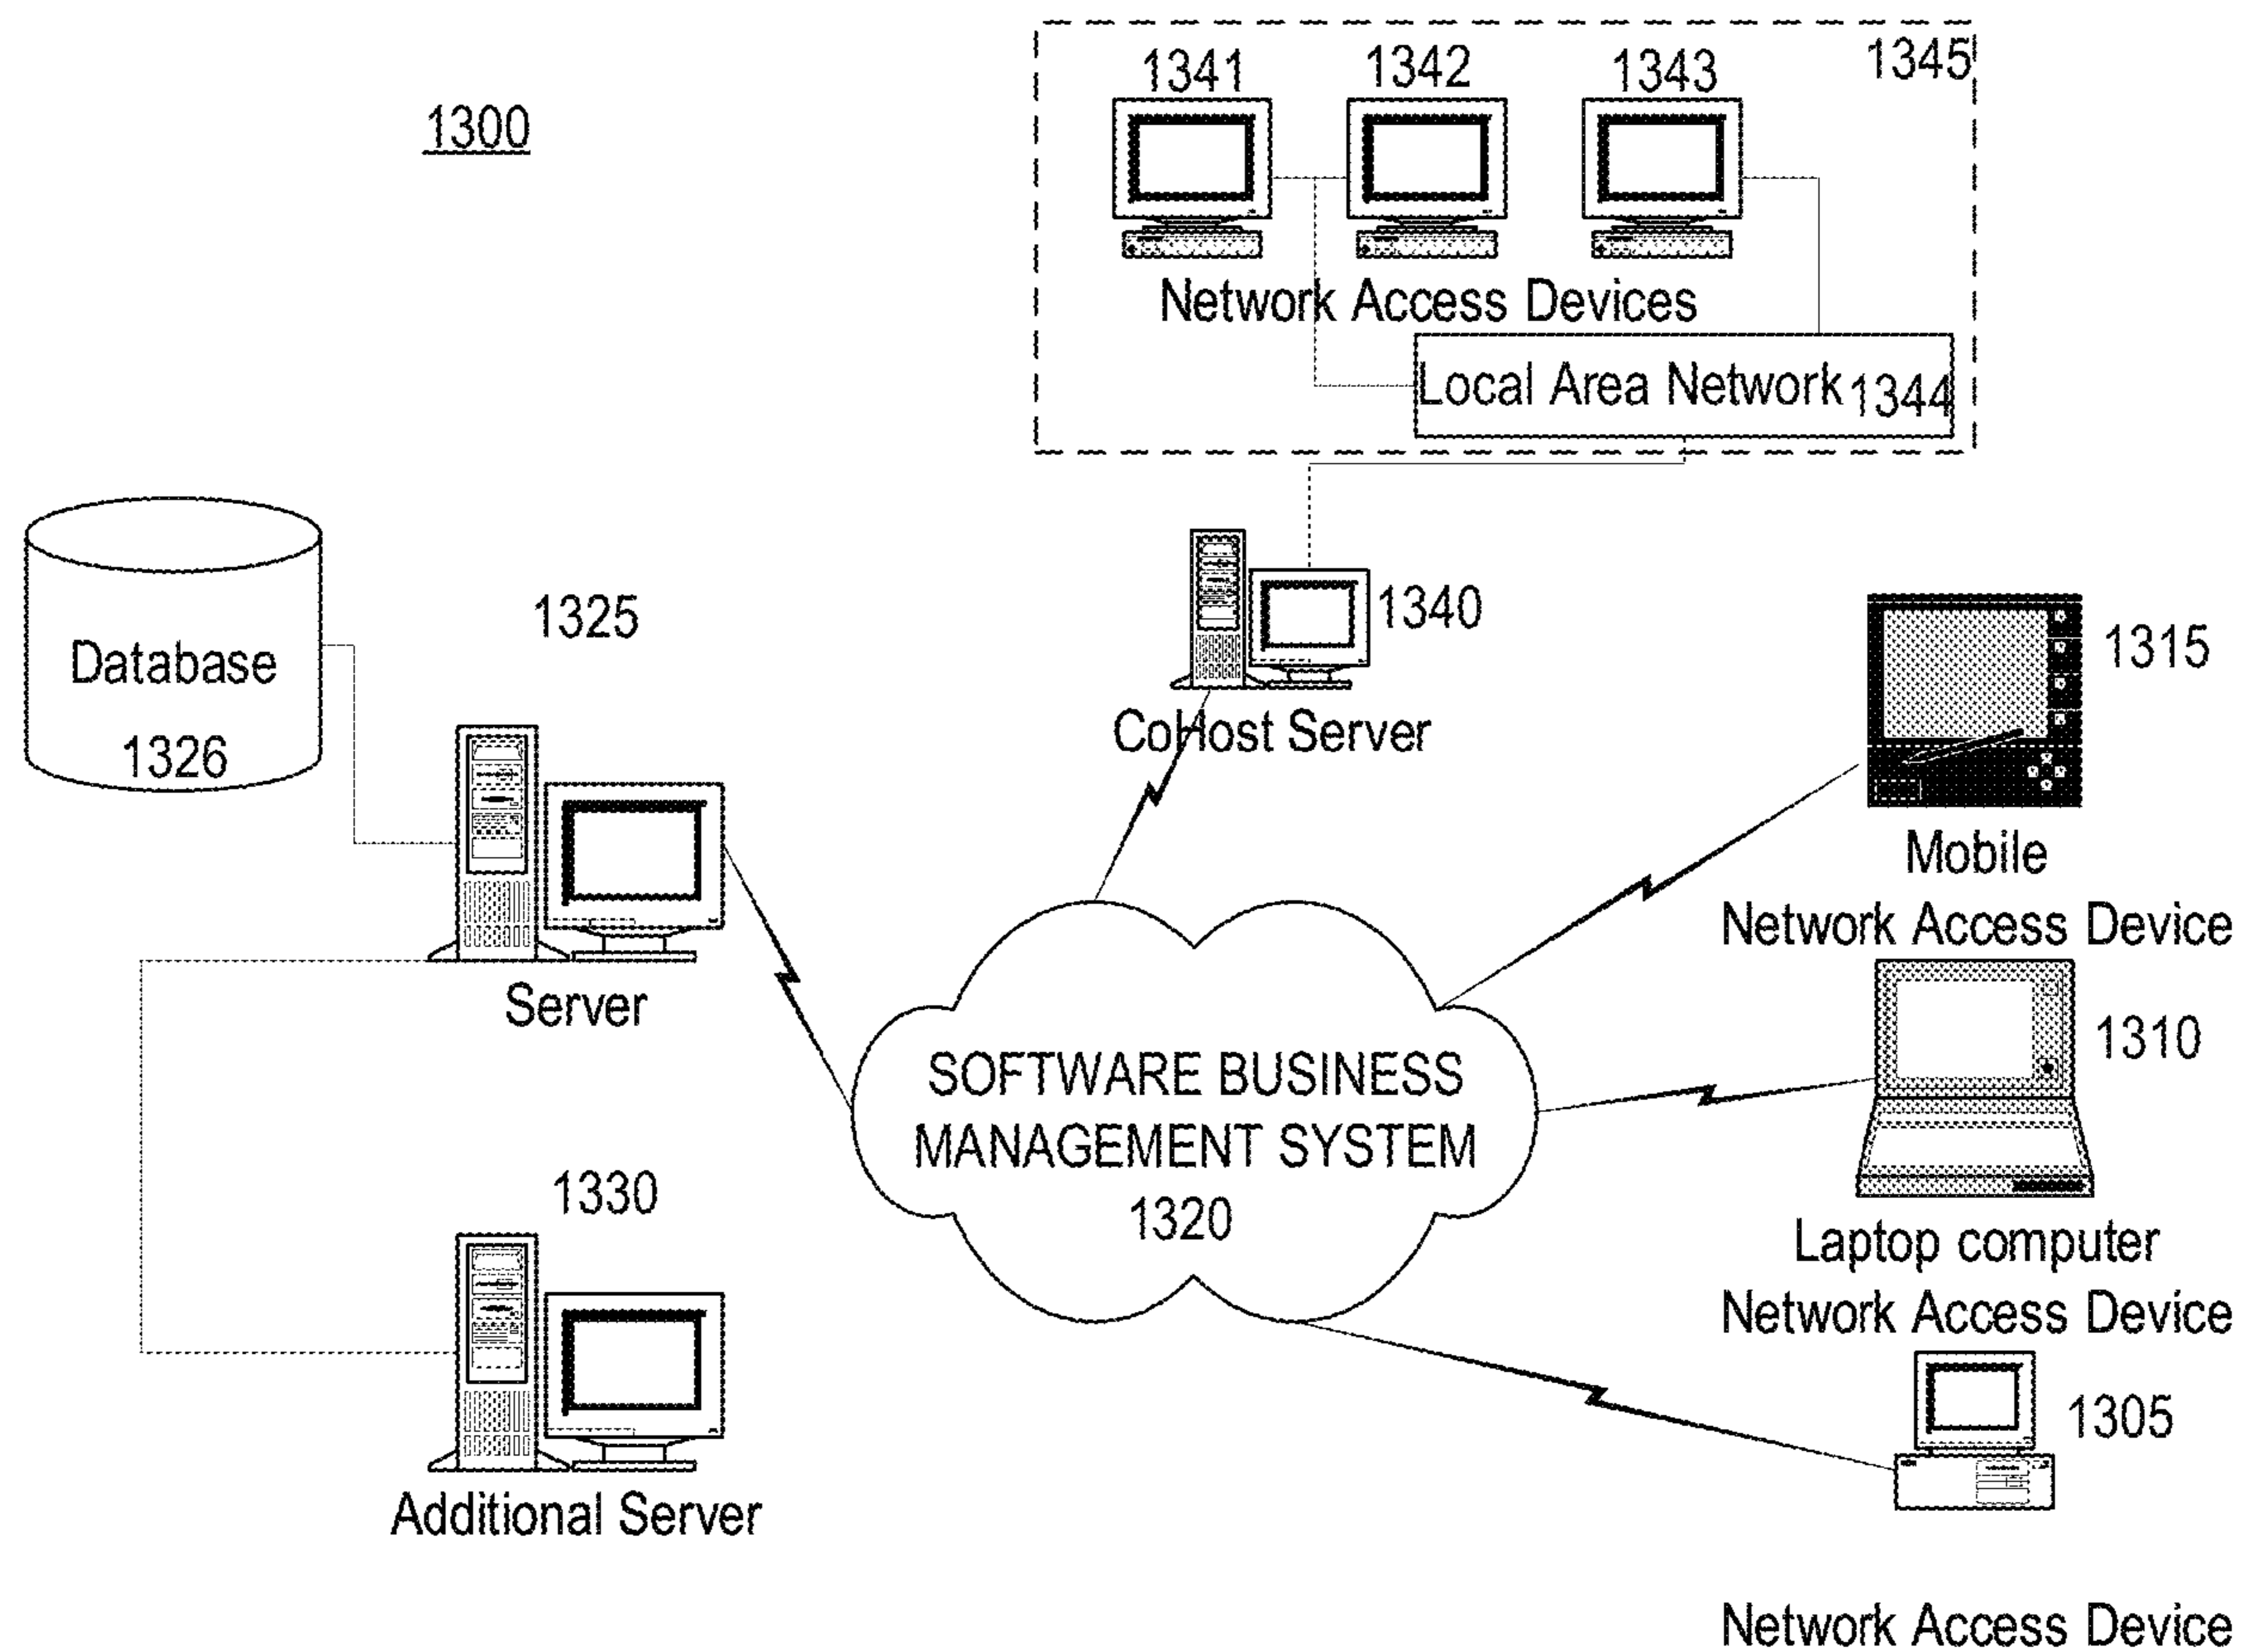 1300
1341 1342 1343 1345
Network Access Devices
Local Area Network 1344
Database
1326
1325
Server
1340
CoHost Server
1315
Mobile
Network Access Device
1310
Laptop computer
Network Access Device
1305
Network Access Device
SOFTWARE BUSINESS
MANAGEMENT SYSTEM
1320
1330
Additional Server